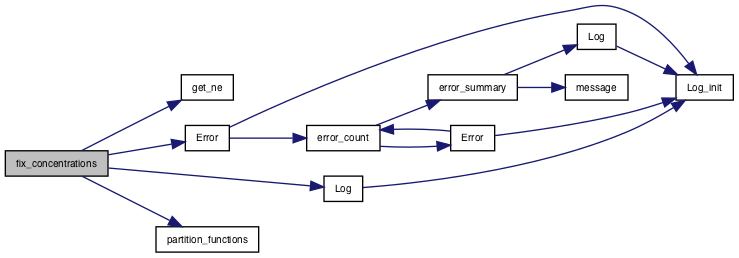 fix_concentrations
get_ne
Error
Log
partition_functions
error_count
error_summary
Error
Log
message
Log_init